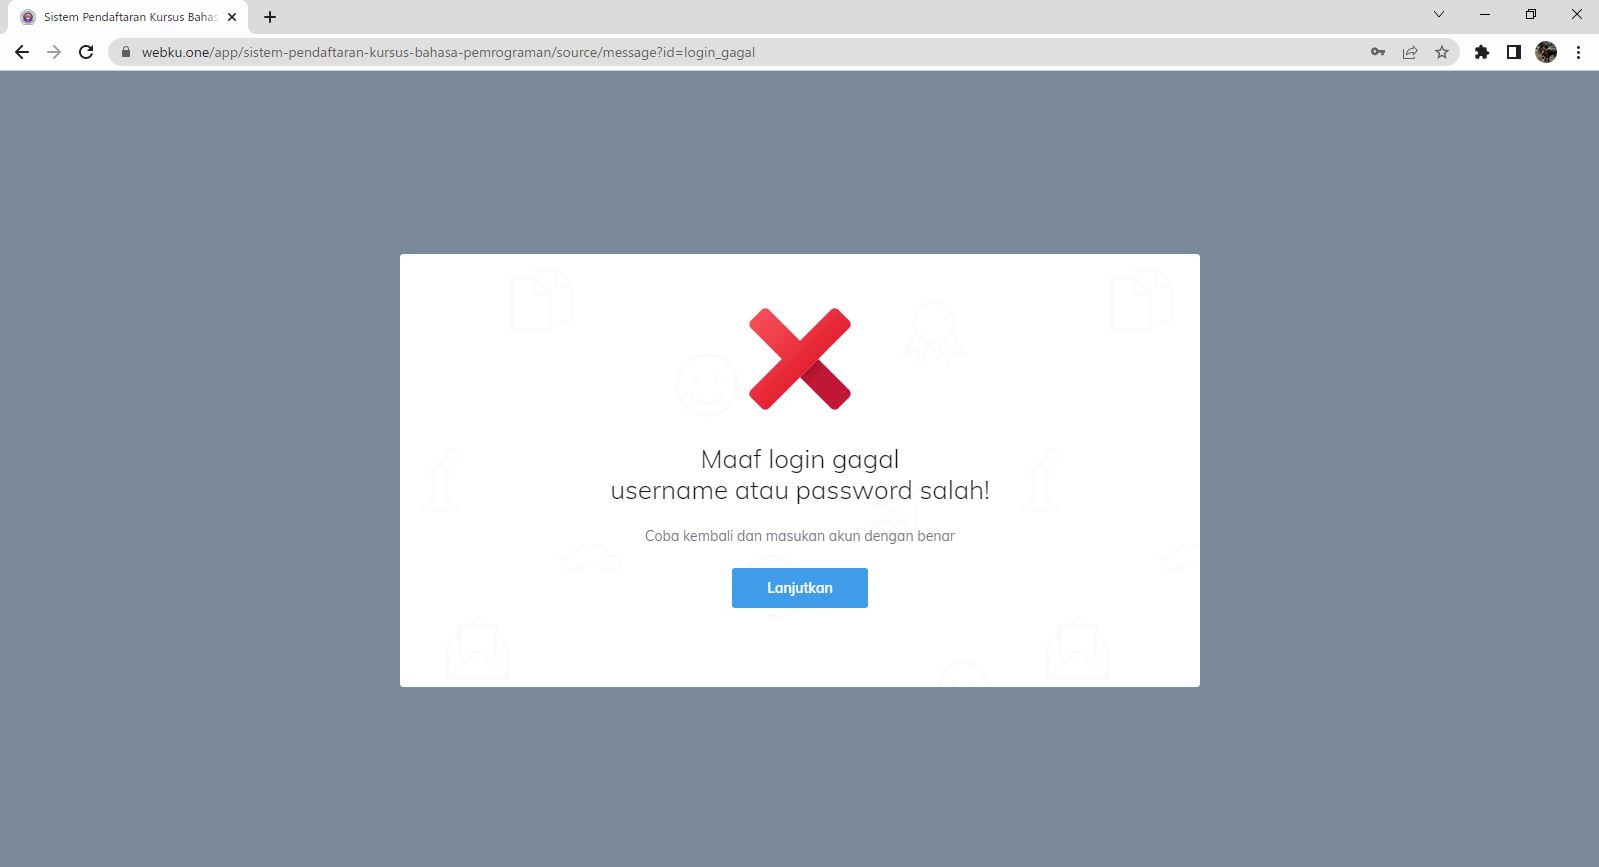 Sistem Pendaftaran Kursus Bahas
webku.one/app/sistem-pendaftaran-kursus-bahasa-pemrograman/source/message?id=login_gagal
Maaf login gagal
username atau password salah!
Coba kembali dan masukan akun dengan benar
Lanjutkan